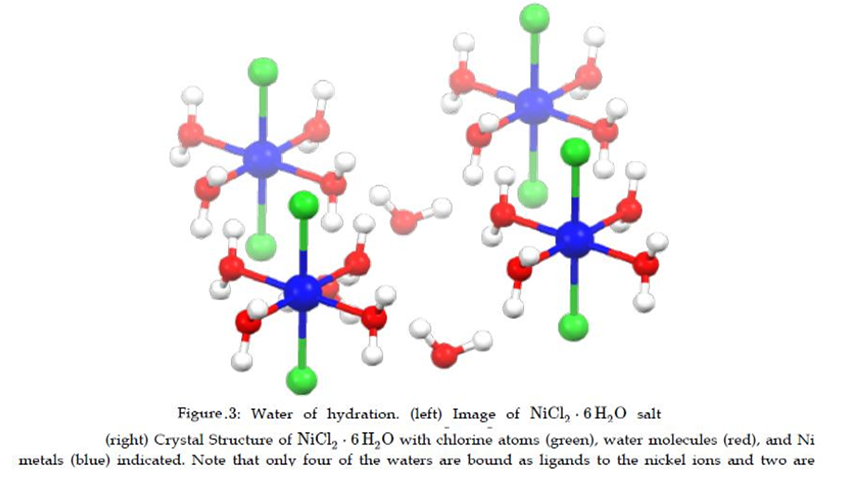 Figure.3: Water of hydration. (left) Image of NiCl₂ · 6 H₂O salt
(right) Crystal Structure of NiCl₂ · 6 H₂O with chlorine atoms (green), water molecules (red), and Ni
metals (blue) indicated. Note that only four of the waters are bound as ligands to the nickel ions and two are